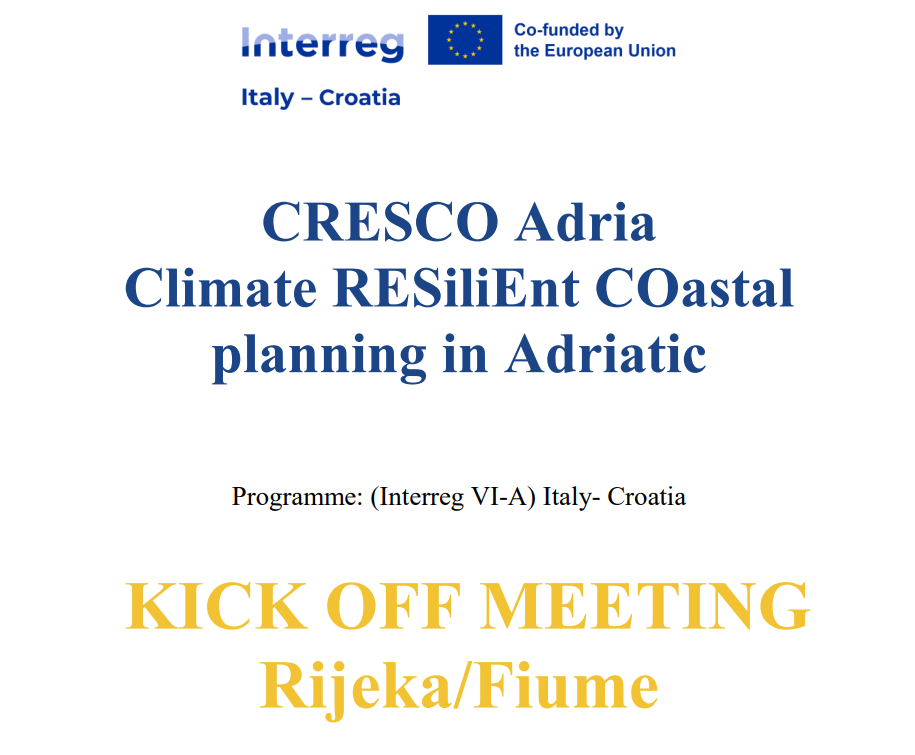 Interreg
Co-funded by
the European Union
Italy – Croatia
CRESCO Adria
Climate RESiliEnt COastal
planning in Adriatic
Programme: (Interreg VI-A) Italy- Croatia
KICK OFF MEETING
Rijeka/Fiume